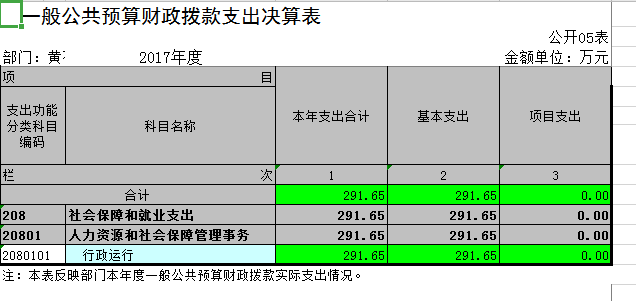 一般公共预算财政拨款支出决算表
公开05表
部门：黄 2017年度 金额单位：万元
项 目 本年支出合计 基本支出 项目支出
支出功能分类科目编码 科目名称
栏 次 1 2 3
合计 291.65 291.65 0.00
208 社会保障和就业支出 291.65 291.65 0.00
20801 人力资源和社会保障管理事务 291.65 291.65 0.00
2080101 行政运行 291.65 291.65 0.00
注：本表反映部门本年度一般公共预算财政拨款实际支出情况。